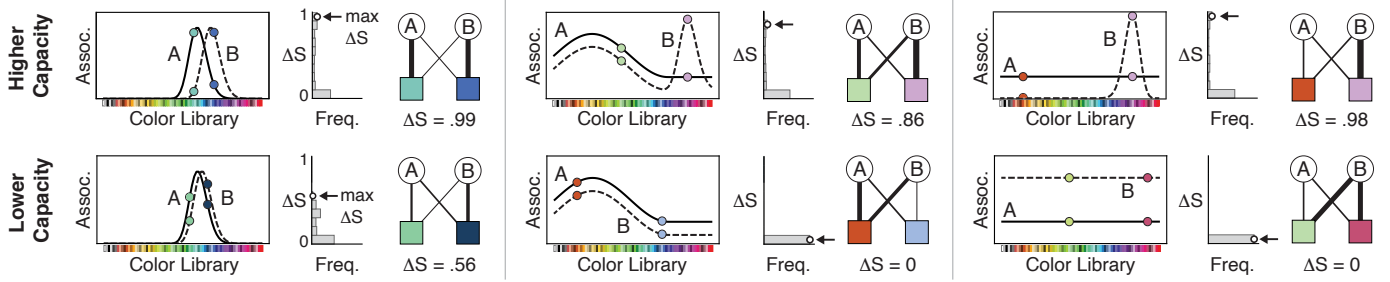 Higher
Capacity
Assoc.
A
B
Color Library
1
ΔS
0
max
ΔS
Freq.
A
B
ΔS = .99
Assoc.
A
B
Color Library
ΔS
Freq.
A
B
ΔS = .86
Assoc.
A
B
Color Library
ΔS
Freq.
A
B
ΔS = .98
Lower
Capacity
Assoc.
A
B
Color Library
1
ΔS
0
max
ΔS
Freq.
A
B
ΔS = .56
Assoc.
A
B
Color Library
ΔS
Freq.
A
B
ΔS = 0
Assoc.
A
B
Color Library
ΔS
Freq.
A
B
ΔS = 0